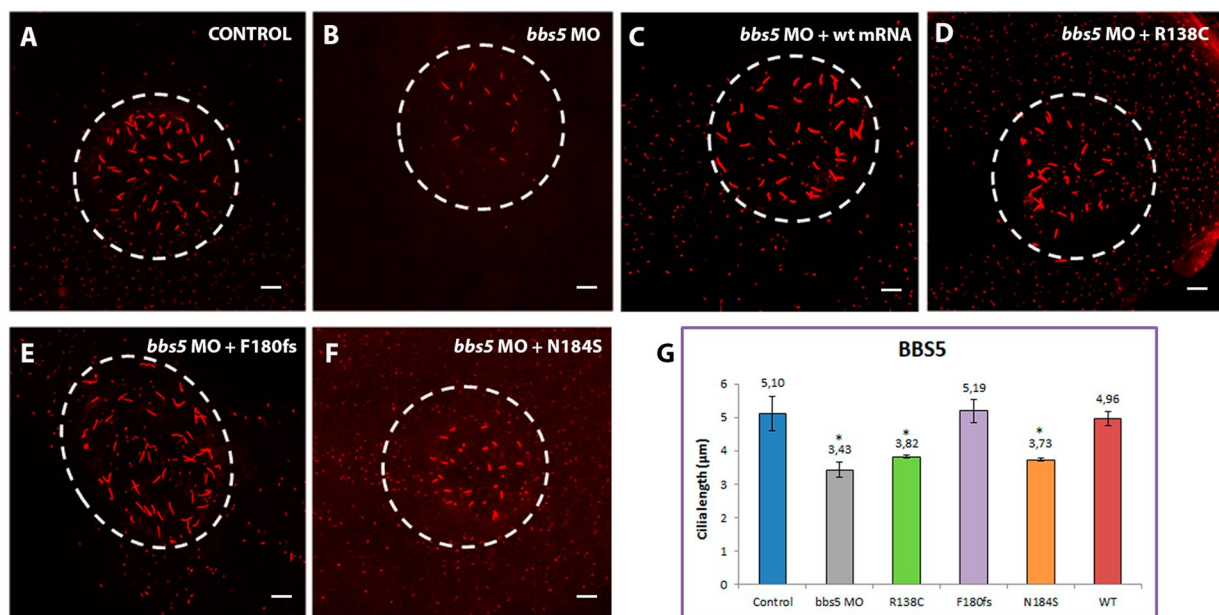 A CONTROL
B bbs5 MO
C bbs5 MO + wt mRNA
D bbs5 MO + R138C
E bbs5 MO + F180fs
F bbs5 MO + N184S
G BBS5
Cilia length (µm)
6
5
4
3
2
1
0
5,10
*
3,43
*
3,82
5,19
*
3,73
4,96
Control bbs5 MO R138C F180fs N184S WT